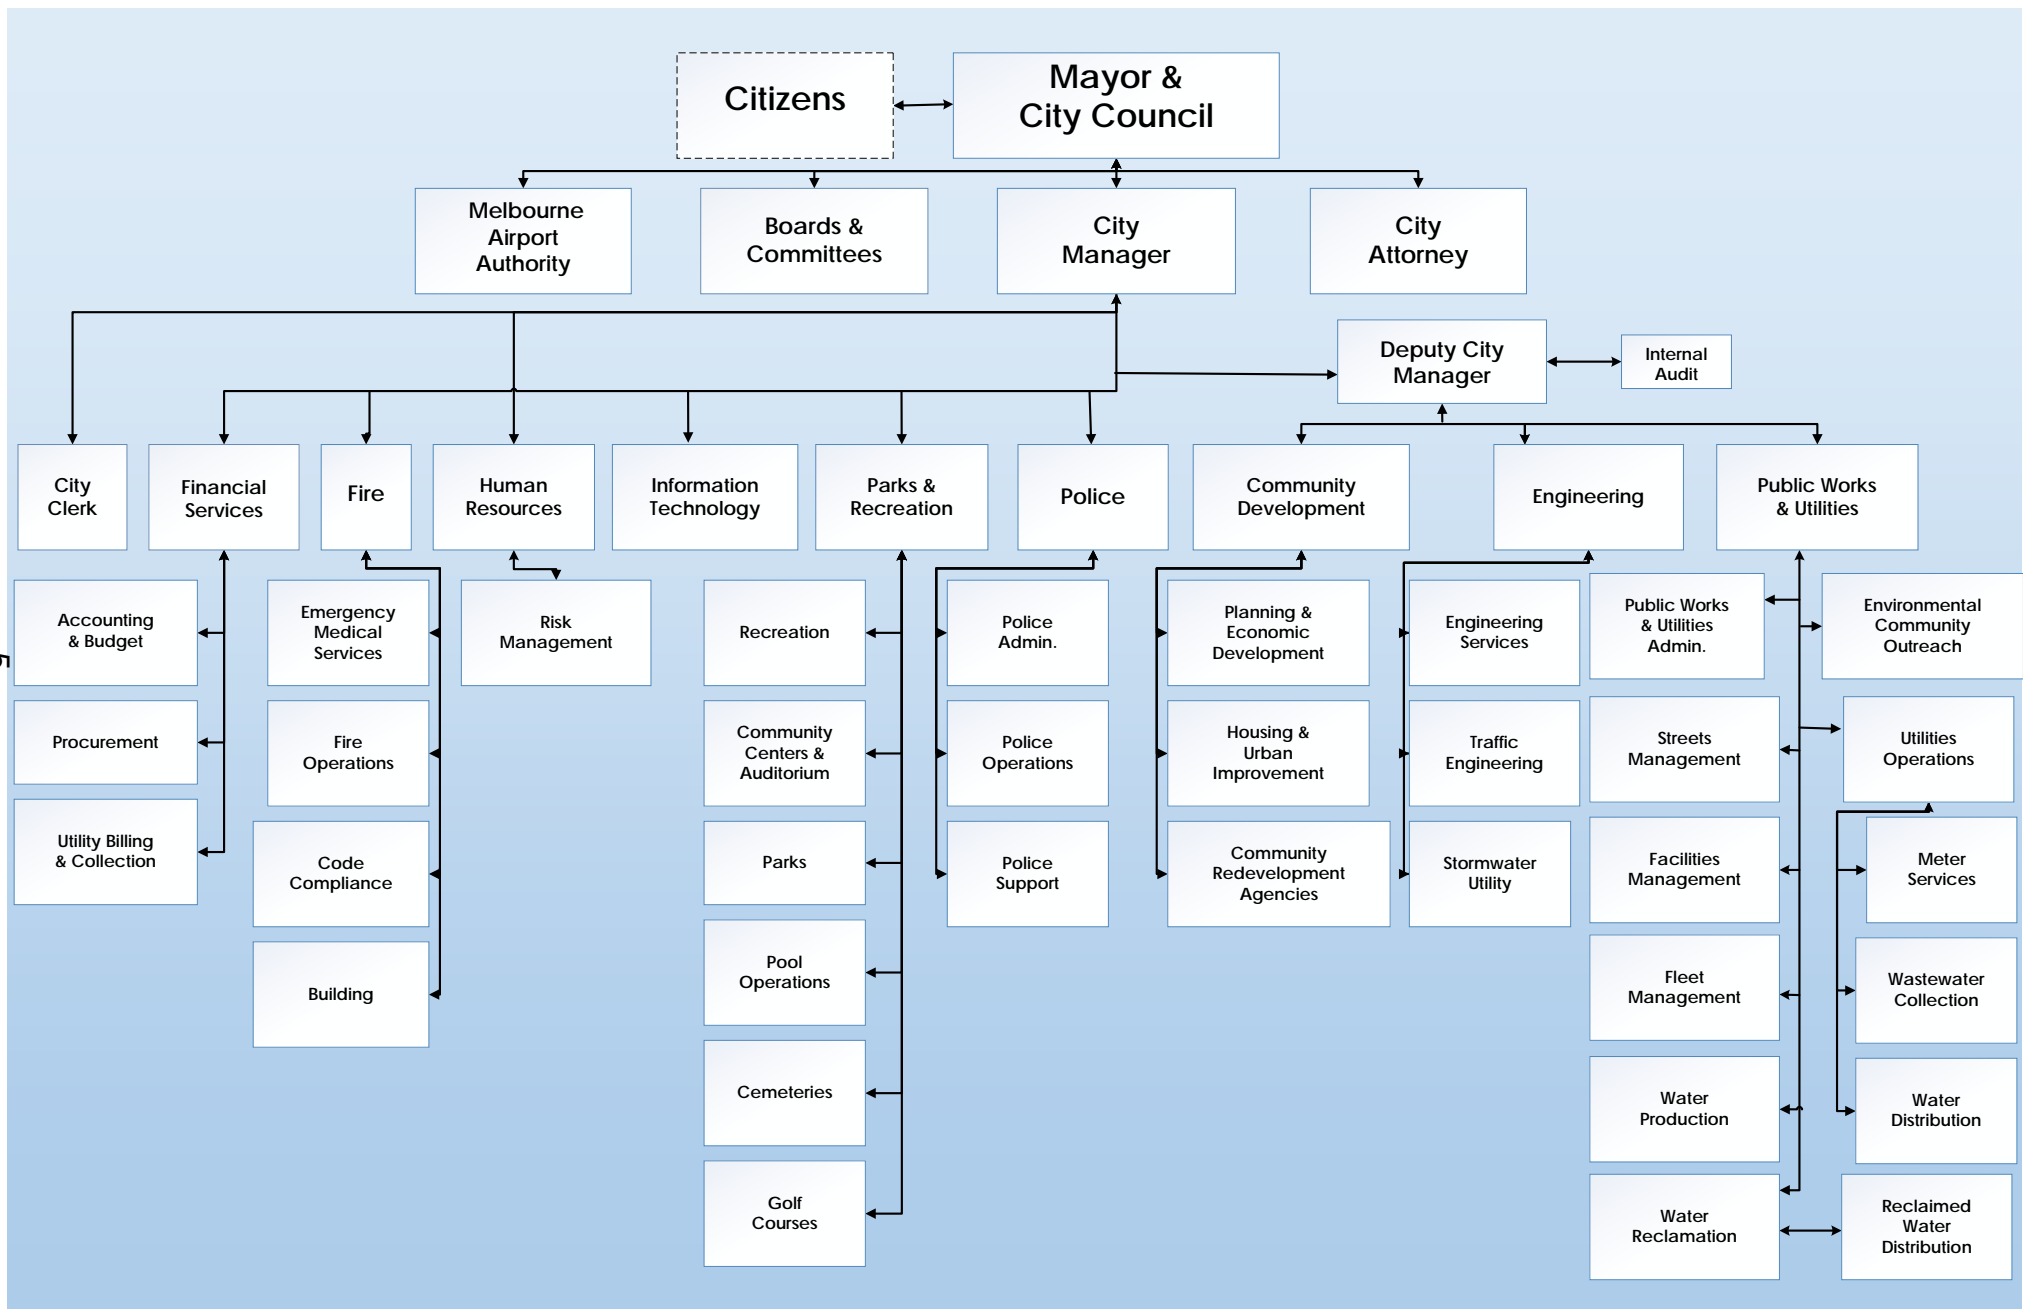 Citizens
Mayor &
City Council
Melbourne
Airport
Authority
Boards &
Committees
City
Manager
City
Attorney
Deputy City
Manager
Internal
Audit
City
Clerk
Financial
Services
Fire
Human
Resources
Information
Technology
Parks &
Recreation
Police
Community
Development
Engineering
Public Works
& Utilities
Accounting
& Budget
Procurement
Utility Billing
& Collection
Emergency
Medical
Services
Fire
Operations
Code
Compliance
Building
Risk
Management
Recreation
Community
Centers &
Auditorium
Parks
Pool
Operations
Cemeteries
Golf
Courses
Police
Admin.
Police
Operations
Police
Support
Planning &
Economic
Development
Housing &
Urban
Improvement
Community
Redevelopment
Agencies
Engineering
Services
Traffic
Engineering
Stormwater
Utility
Public Works
& Utilities
Admin.
Streets
Management
Facilities
Management
Fleet
Management
Water
Production
Water
Reclamation
Environmental
Community
Outreach
Utilities
Operations
Meter
Services
Wastewater
Collection
Water
Distribution
Reclaimed
Water
Distribution